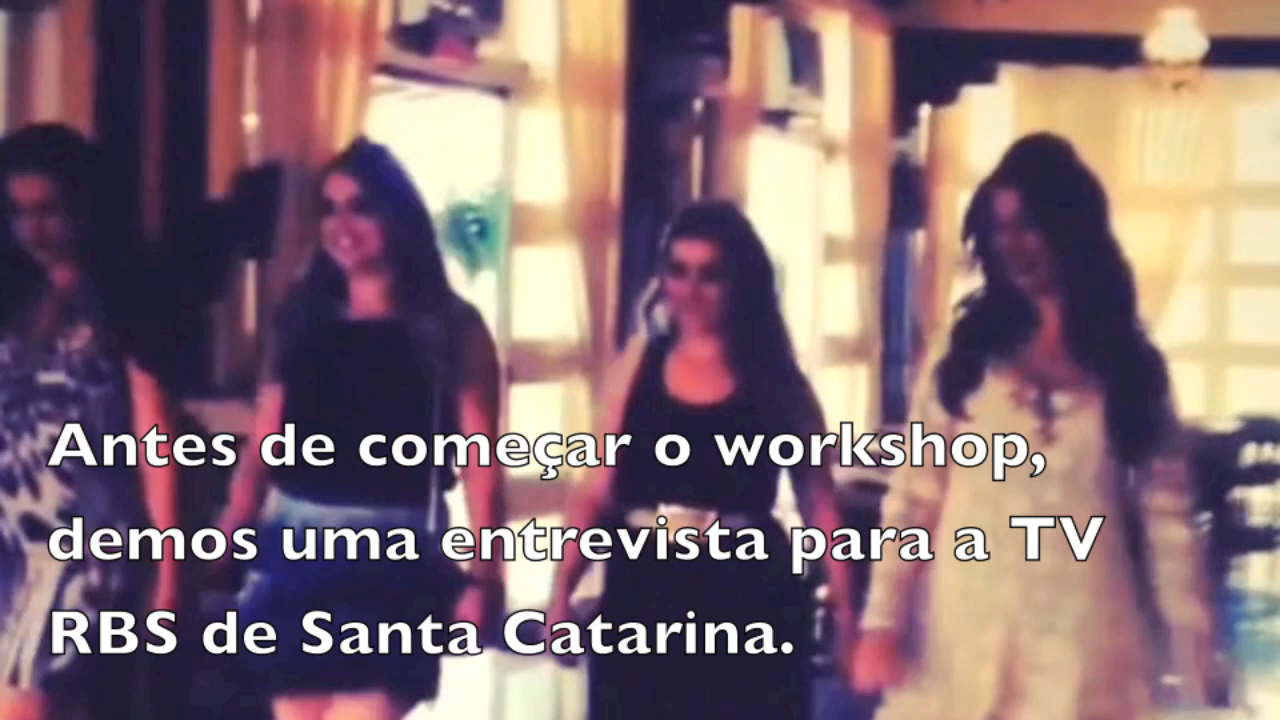 Antes de começar o workshop,
demos uma entrevista para a TV
RBS de Santa Catarina.